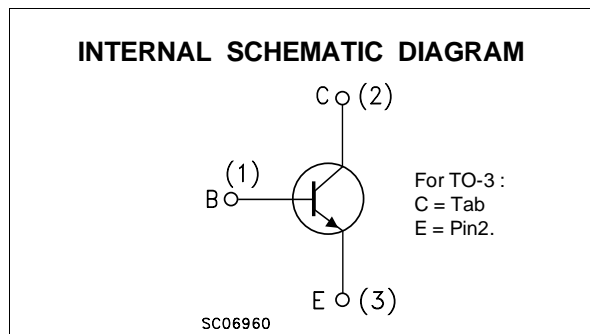 INTERNAL SCHEMATIC DIAGRAM
C (2)
(1)
B
For TO-3 :
C = Tab
E = Pin2.
E (3)
SC06960